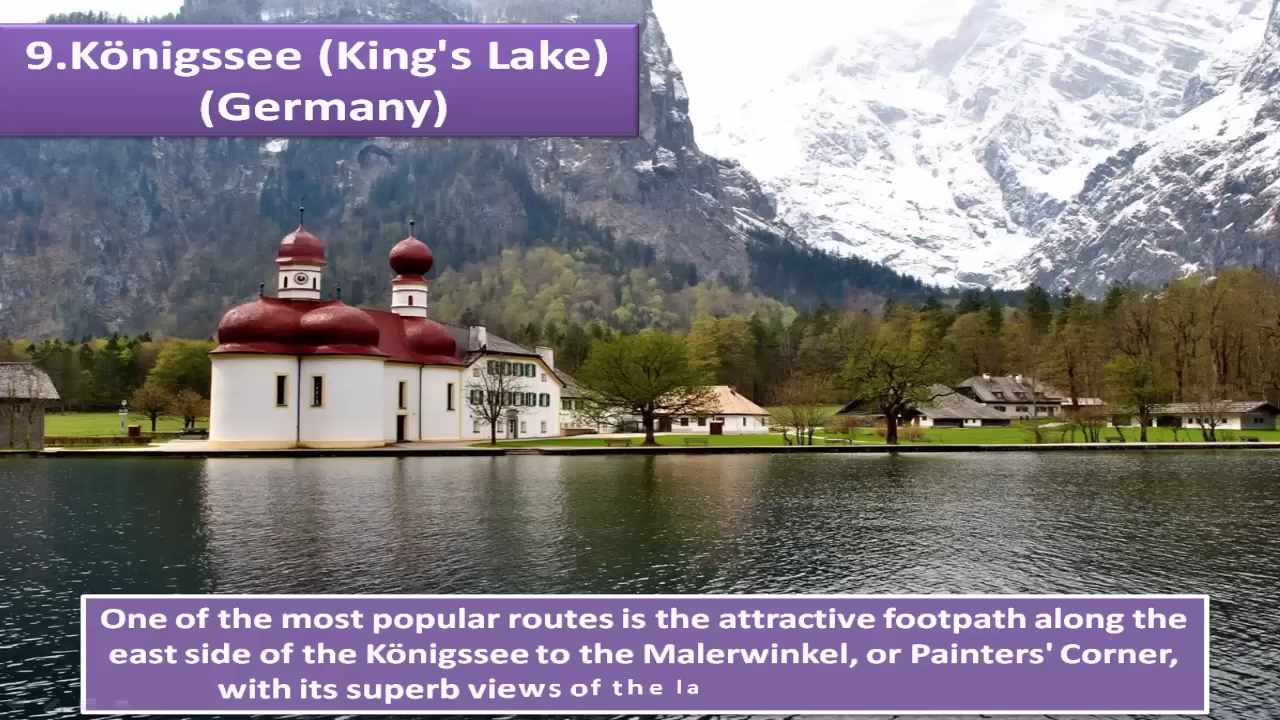 9.Königssee (King's Lake)
(Germany)
One of the most popular routes is the attractive footpath along the
east side of the Königssee to the Malerwinkel, or Painters' Corner,
with its superb views of the la